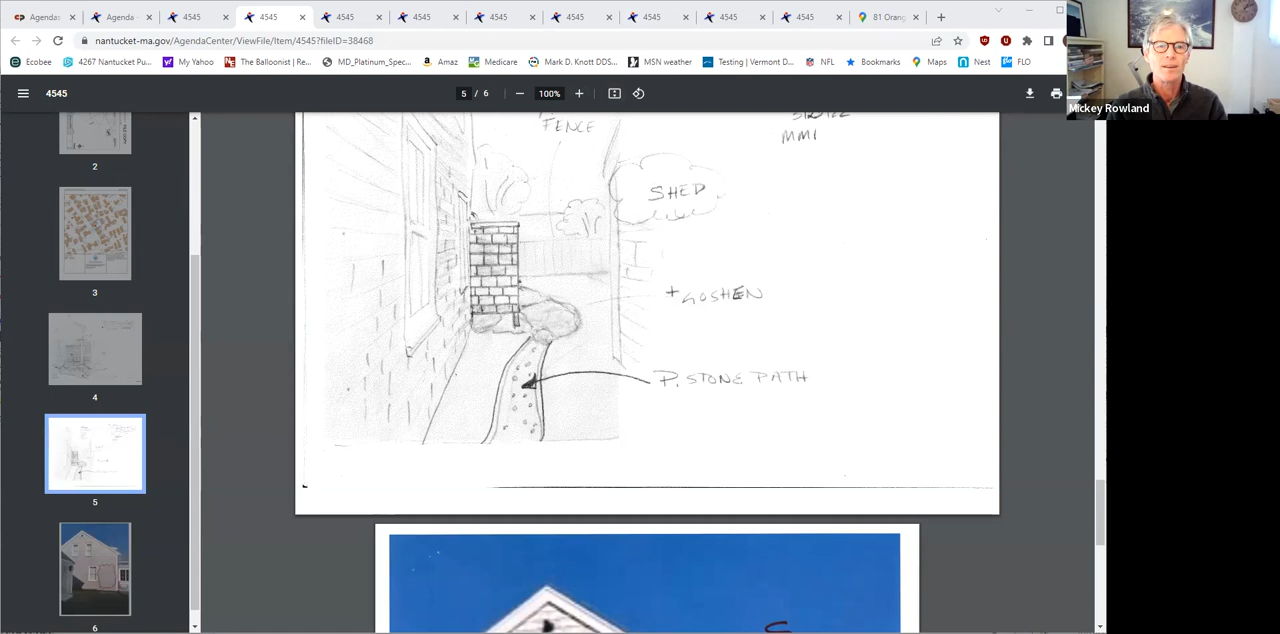 Agendas
Agenda -
4545
4545
4545
4545
4545
4545
4545
4545
4545
81 Orang
nantucket-ma.gov/AgendaCenter/ViewFile/Item/4545?fileID=38468
Ecobee
4267 Nantucket Pu...
My Yahoo
The Balloonist | Re...
MD_Platinum_Spec...
Amaz
Medicare
Mark D. Knott DDS...
MSN weather
Testing | Vermont D...
NFL
Bookmarks
Maps
Nest
FLO
4545
5 / 6
100%
Mickey Rowland
2
3
4
5
6
FENCE
MMI
SHED
+GOSHEN
P. STONE PATH